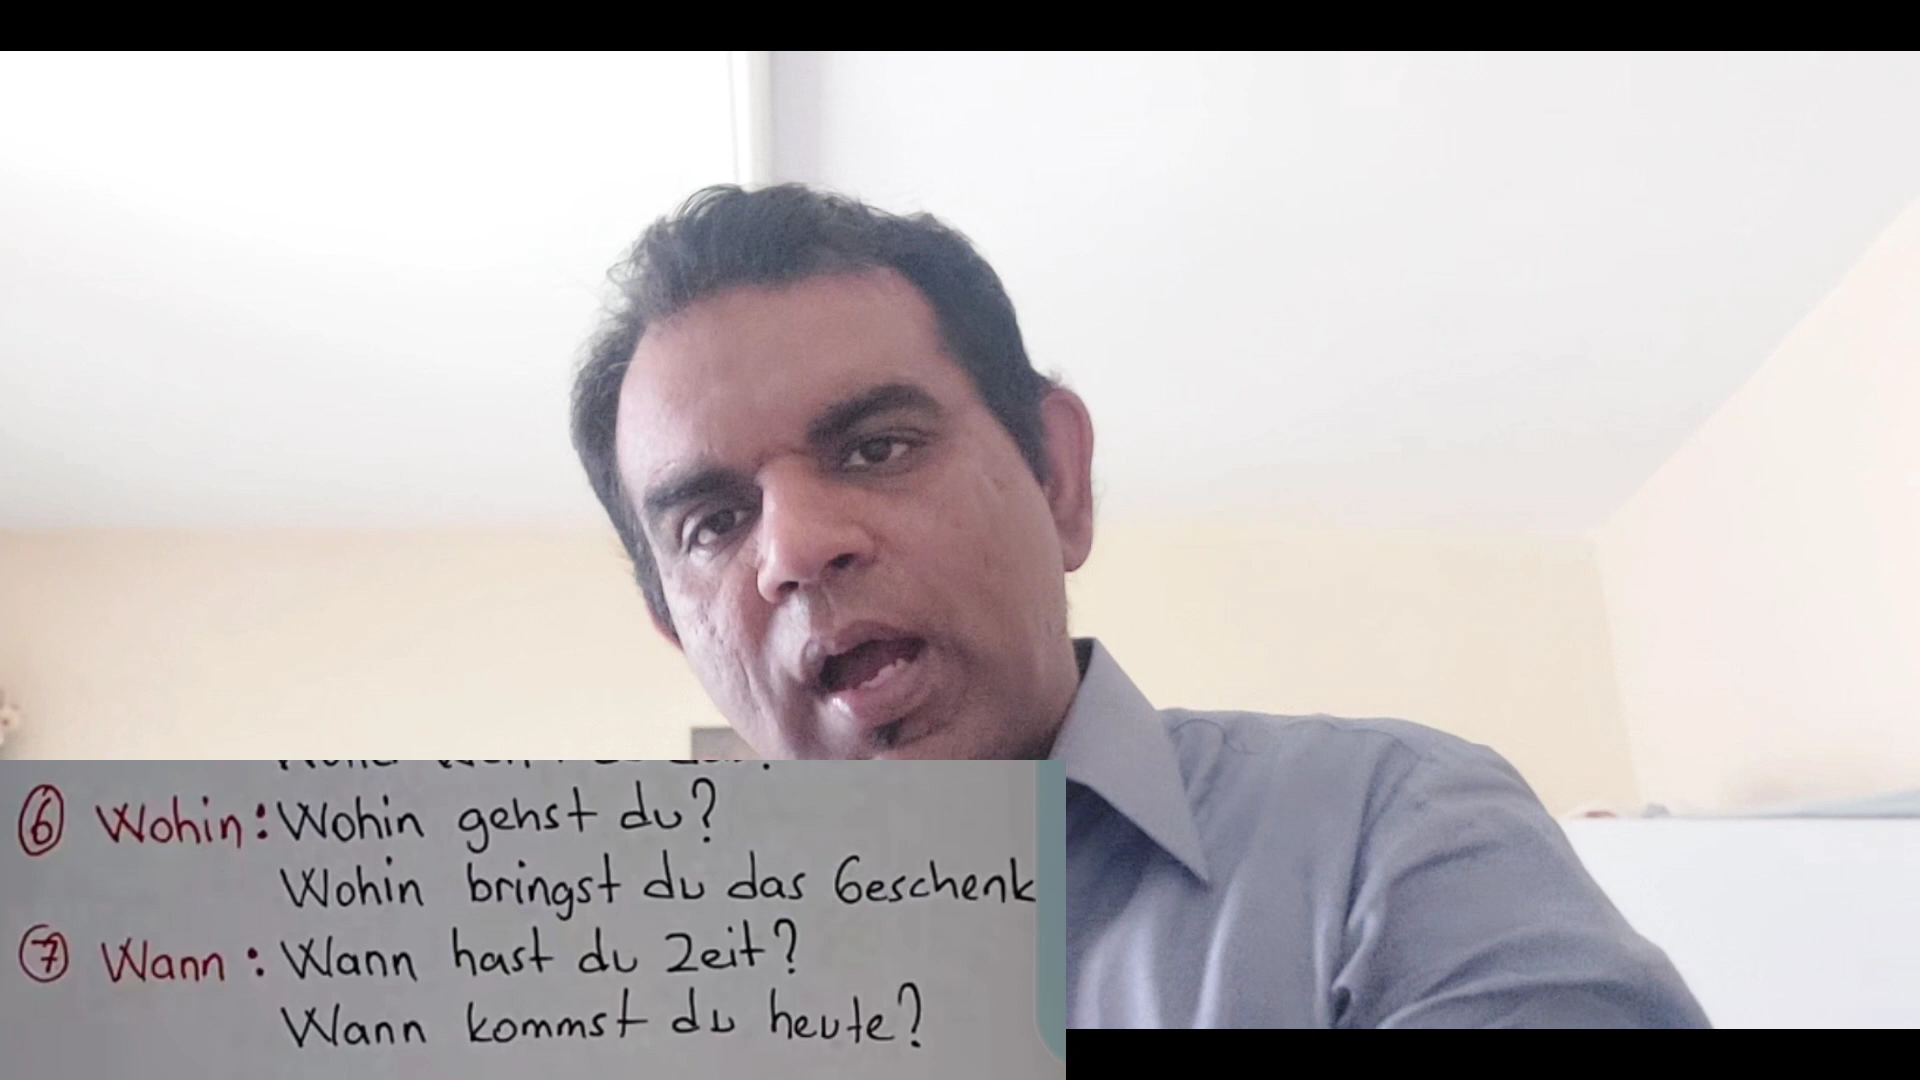 ⑥ Wohin: Wohin gehst du?
Wohin bringst du das Geschenk
⑦ Wann: Wann hast du Zeit?
Wann kommst du heute?